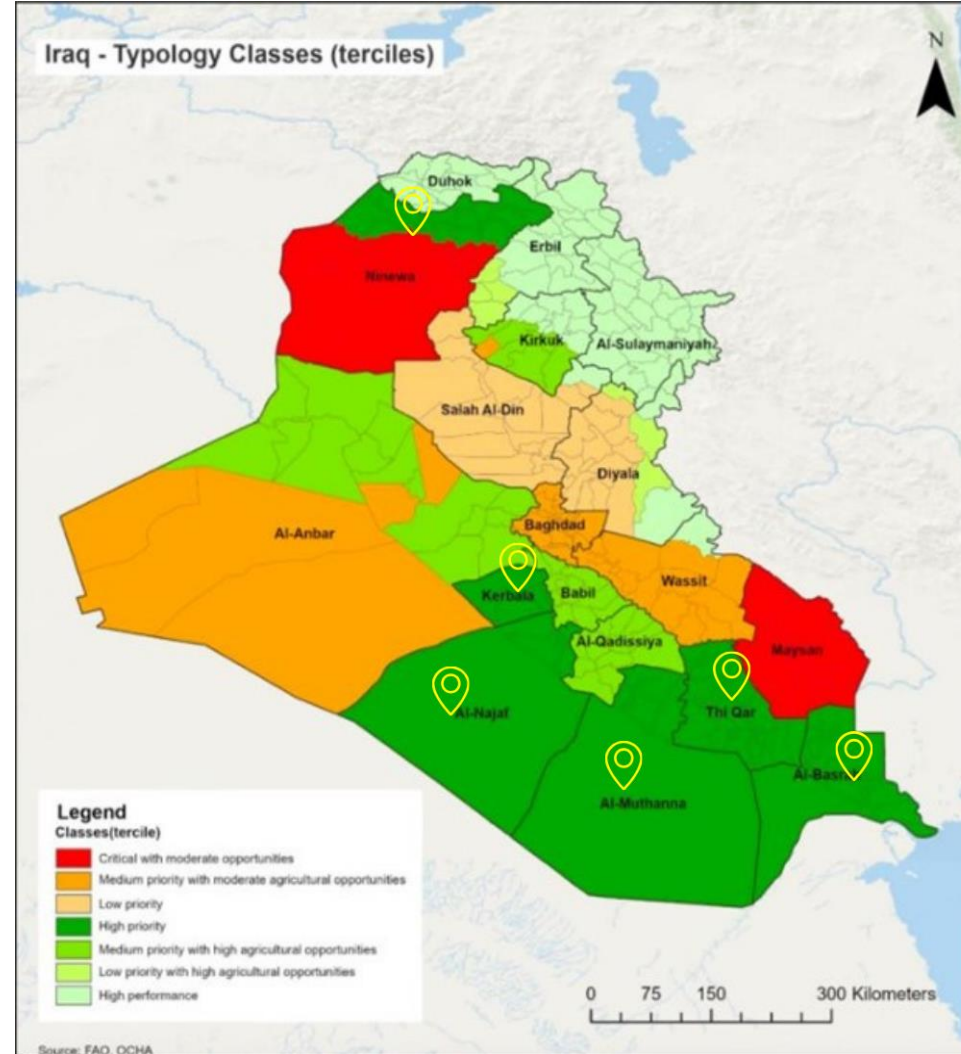 Iraq - Typology Classes (terciles)
N
Duhok
Erbil
Ninewa
Kirkuk
Al-Sulaymaniyah
Salah Al-Din
Diyala
Baghdad
Al-Anbar
Wassit
Kerbala
Babil
Al-Qadissiya
Maysan
Al-Najaf
Thi Qar
Al-Basrah
Al-Muthanna
Legend
Classes(tercile)
Critical with moderate opportunities
Medium priority with moderate agricultural opportunities
Low priority
High priority
Medium priority with high agricultural opportunities
Low priority with high agricultural opportunities
High performance
0 75 150 300 Kilometers
Source: FAO, OCHA